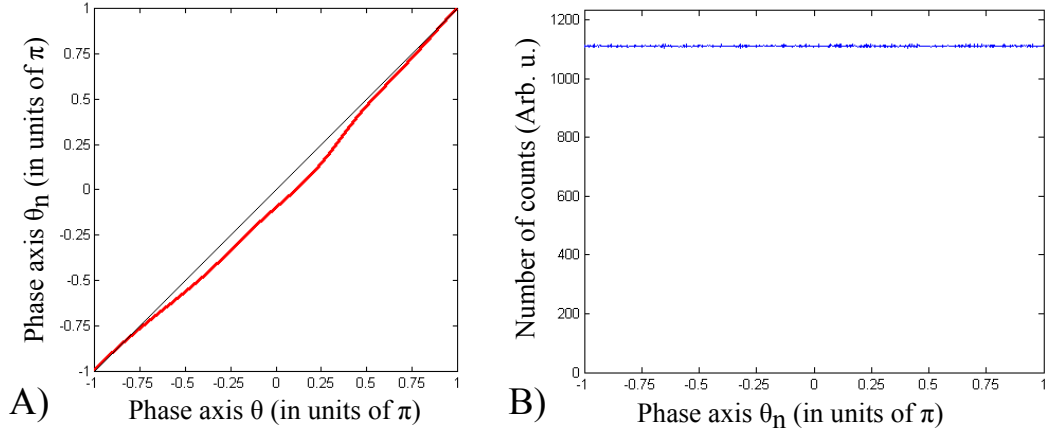 Phase axis θn (in units of π)
1
0.75
0.5
0.25
0
-0.25
-0.5
-0.75
-1
-1 -0.75 -0.5 -0.25 0 0.25 0.5 0.75 1
Phase axis θ (in units of π)
A)
Number of counts (Arb. u.)
1200
1000
800
600
400
200
0
-1 -0.75 -0.5 -0.25 0 0.25 0.5 0.75 1
Phase axis θn (in units of π)
B)